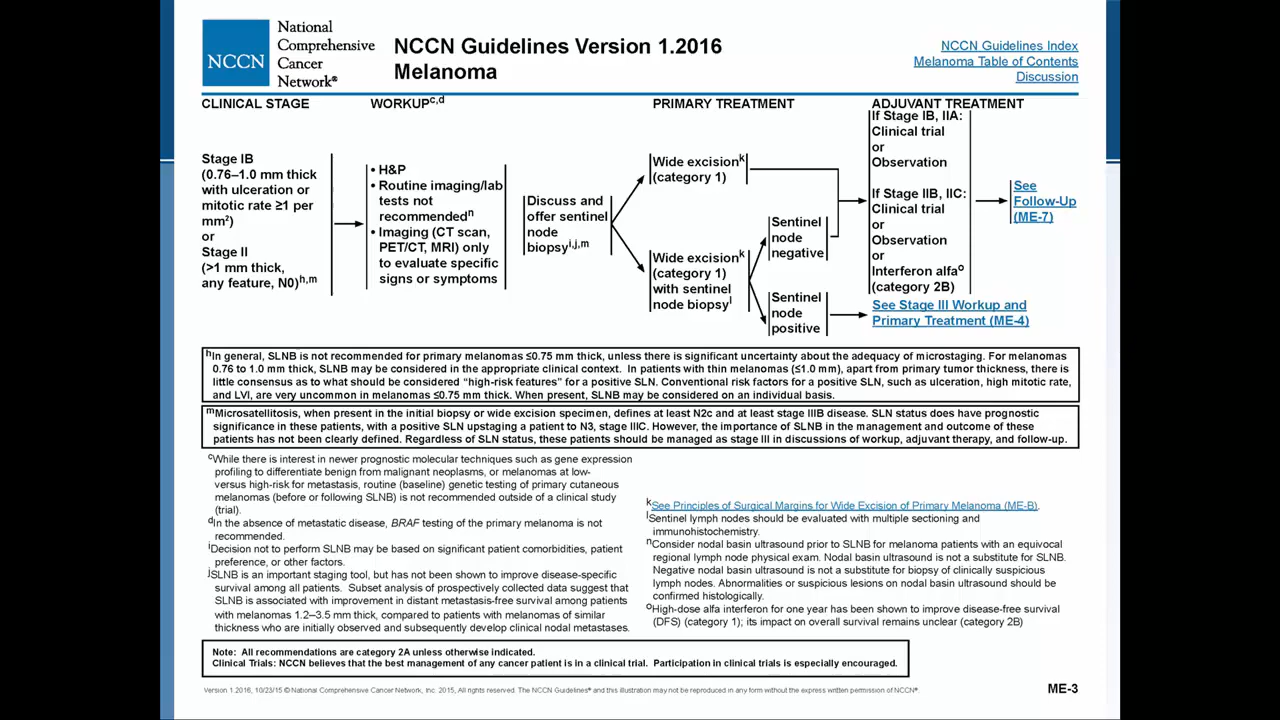 National
Comprehensive
Cancer
Network®
NCCN
NCCN Guidelines Version 1.2016
Melanoma
NCCN Guidelines Index
Melanoma Table of Contents
Discussion
CLINICAL STAGE
WORKUPc,d
PRIMARY TREATMENT
ADJUVANT TREATMENT
Stage IB
(0.76–1.0 mm thick
with ulceration or
mitotic rate ≥1 per
mm²)
or
Stage II
(>1 mm thick,
any feature, N0)h,m
• H&P
• Routine imaging/lab
tests not
recommendedn
• Imaging (CT scan,
PET/CT, MRI) only
to evaluate specific
signs or symptoms
Discuss and
offer sentinel
node
biopsyi,j,m
Wide excisionk
(category 1)
Wide excisionk
(category 1)
with sentinel
node biopsyl
Sentinel
node
negative
Sentinel
node
positive
If Stage IB, IIA:
Clinical trial
or
Observation
If Stage IIB, IIC:
Clinical trial
or
Observation
or
Interferon alfao
(category 2B)
See Stage III Workup and
Primary Treatment (ME-4)
See
Follow-Up
(ME-7)
hIn general, SLNB is not recommended for primary melanomas ≤0.75 mm thick, unless there is significant uncertainty about the adequacy of microstaging. For melanomas
0.76 to 1.0 mm thick, SLNB may be considered in the appropriate clinical context. In patients with thin melanomas (≤1.0 mm), apart from primary tumor thickness, there is
little consensus as to what should be considered “high-risk features” for a positive SLN. Conventional risk factors for a positive SLN, such as ulceration, high mitotic rate,
and LVI, are very uncommon in melanomas ≤0.75 mm thick. When present, SLNB may be considered on an individual basis.
mMicrosatellitosis, when present in the initial biopsy or wide excision specimen, defines at least N2c and at least stage IIIB disease. SLN status does have prognostic
significance in these patients, with a positive SLN upstaging a patient to N3, stage IIIC. However, the importance of SLNB in the management and outcome of these
patients has not been clearly defined. Regardless of SLN status, these patients should be managed as stage III in discussions of workup, adjuvant therapy, and follow-up.
cWhile there is interest in newer prognostic molecular techniques such as gene expression
profiling to differentiate benign from malignant neoplasms, or melanomas at low-
versus high-risk for metastasis, routine (baseline) genetic testing of primary cutaneous
melanomas (before or following SLNB) is not recommended outside of a clinical study
(trial).
dIn the absence of metastatic disease, BRAF testing of the primary melanoma is not
recommended.
iDecision not to perform SLNB may be based on significant patient comorbidities, patient
preference, or other factors.
jSLNB is an important staging tool, but has not been shown to improve disease-specific
survival among all patients. Subset analysis of prospectively collected data suggest that
SLNB is associated with improvement in distant metastasis-free survival among patients
with melanomas 1.2–3.5 mm thick, compared to patients with melanomas of similar
thickness who are initially observed and subsequently develop clinical nodal metastases.
kSee Principles of Surgical Margins for Wide Excision of Primary Melanoma (ME-B).
lSentinel lymph nodes should be evaluated with multiple sectioning and
immunohistochemistry.
nConsider nodal basin ultrasound prior to SLNB for melanoma patients with an equivocal
regional lymph node physical exam. Nodal basin ultrasound is not a substitute for SLNB.
Negative nodal basin ultrasound is not a substitute for biopsy of clinically suspicious
lymph nodes. Abnormalities or suspicious lesions on nodal basin ultrasound should be
confirmed histologically.
oHigh-dose alfa interferon for one year has been shown to improve disease-free survival
(DFS) (category 1); its impact on overall survival remains unclear (category 2B)
Note: All recommendations are category 2A unless otherwise indicated.
Clinical Trials: NCCN believes that the best management of any cancer patient is in a clinical trial. Participation in clinical trials is especially encouraged.
Version 1.2016, 10/23/15 © National Comprehensive Cancer Network, Inc. 2015, All rights reserved. The NCCN Guidelines® and this illustration may not be reproduced in any form without the express written permission of NCCN®.
ME-3